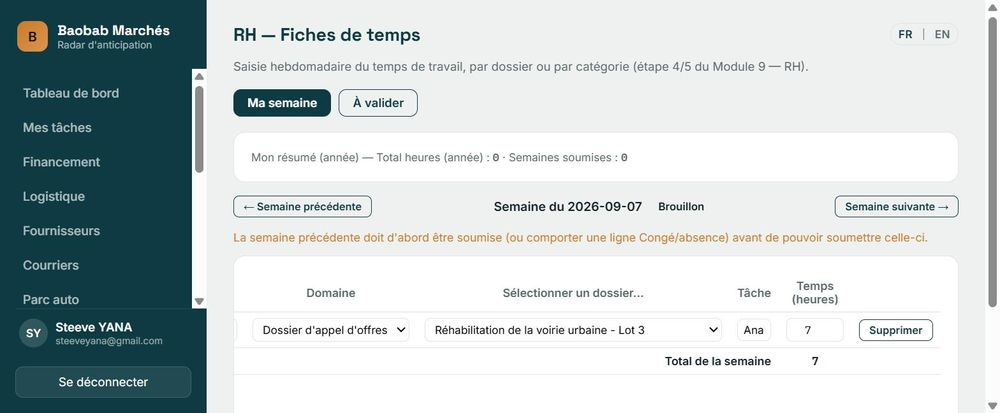 B
Baobab Marchés
Radar d'anticipation
Tableau de bord
Mes tâches
Financement
Logistique
Fournisseurs
Courriers
Parc auto
SY
Steeve YANA
steeveyana@gmail.com
Se déconnecter
RH — Fiches de temps
FR | EN
Saisie hebdomadaire du temps de travail, par dossier ou par catégorie (étape 4/5 du Module 9 — RH).
Ma semaine
À valider
Mon résumé (année) — Total heures (année) : 0 · Semaines soumises : 0
← Semaine précédente
Semaine du 2026-09-07 Brouillon
Semaine suivante →
La semaine précédente doit d'abord être soumise (ou comporter une ligne Congé/absence) avant de pouvoir soumettre celle-ci.
Domaine
Sélectionner un dossier...
Tâche
Temps
(heures)
Dossier d'appel d'offres
Réhabilitation de la voirie urbaine - Lot 3
Ana
7
Supprimer
Total de la semaine
7